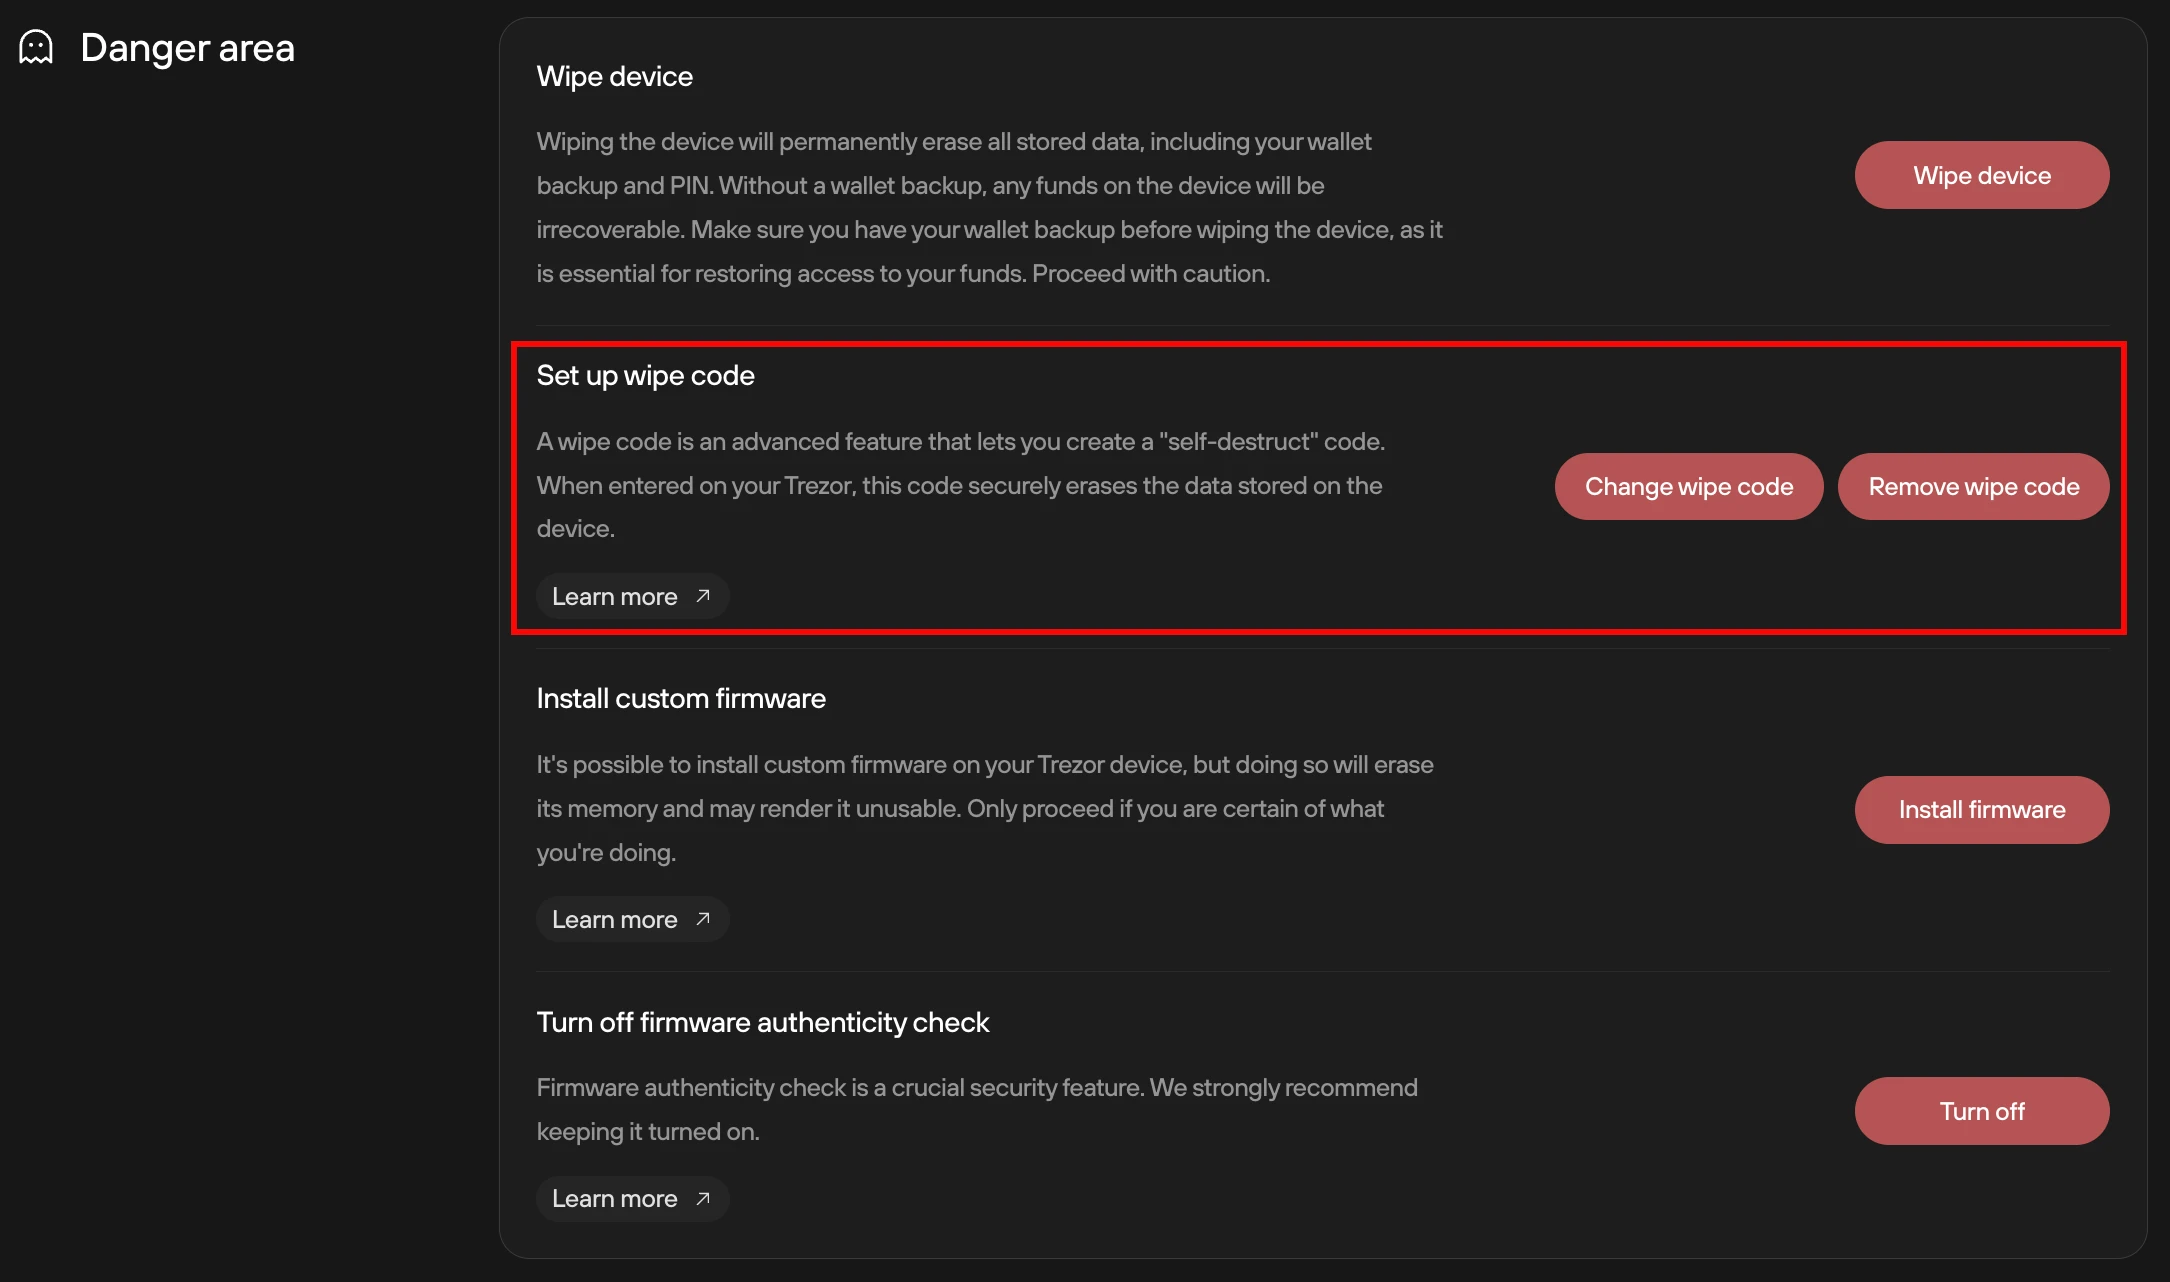 Danger area
Wipe device
Wiping the device will permanently erase all stored data, including your wallet
backup and PIN. Without a wallet backup, any funds on the device will be
irrecoverable. Make sure you have your wallet backup before wiping the device, as it
is essential for restoring access to your funds. Proceed with caution.
Wipe device
Set up wipe code
A wipe code is an advanced feature that lets you create a "self-destruct" code.
When entered on your Trezor, this code securely erases the data stored on the
device.
Change wipe code
Remove wipe code
Learn more
Install custom firmware
It's possible to install custom firmware on your Trezor device, but doing so will erase
its memory and may render it unusable. Only proceed if you are certain of what
you're doing.
Install firmware
Learn more
Turn off firmware authenticity check
Firmware authenticity check is a crucial security feature. We strongly recommend
keeping it turned on.
Turn off
Learn more